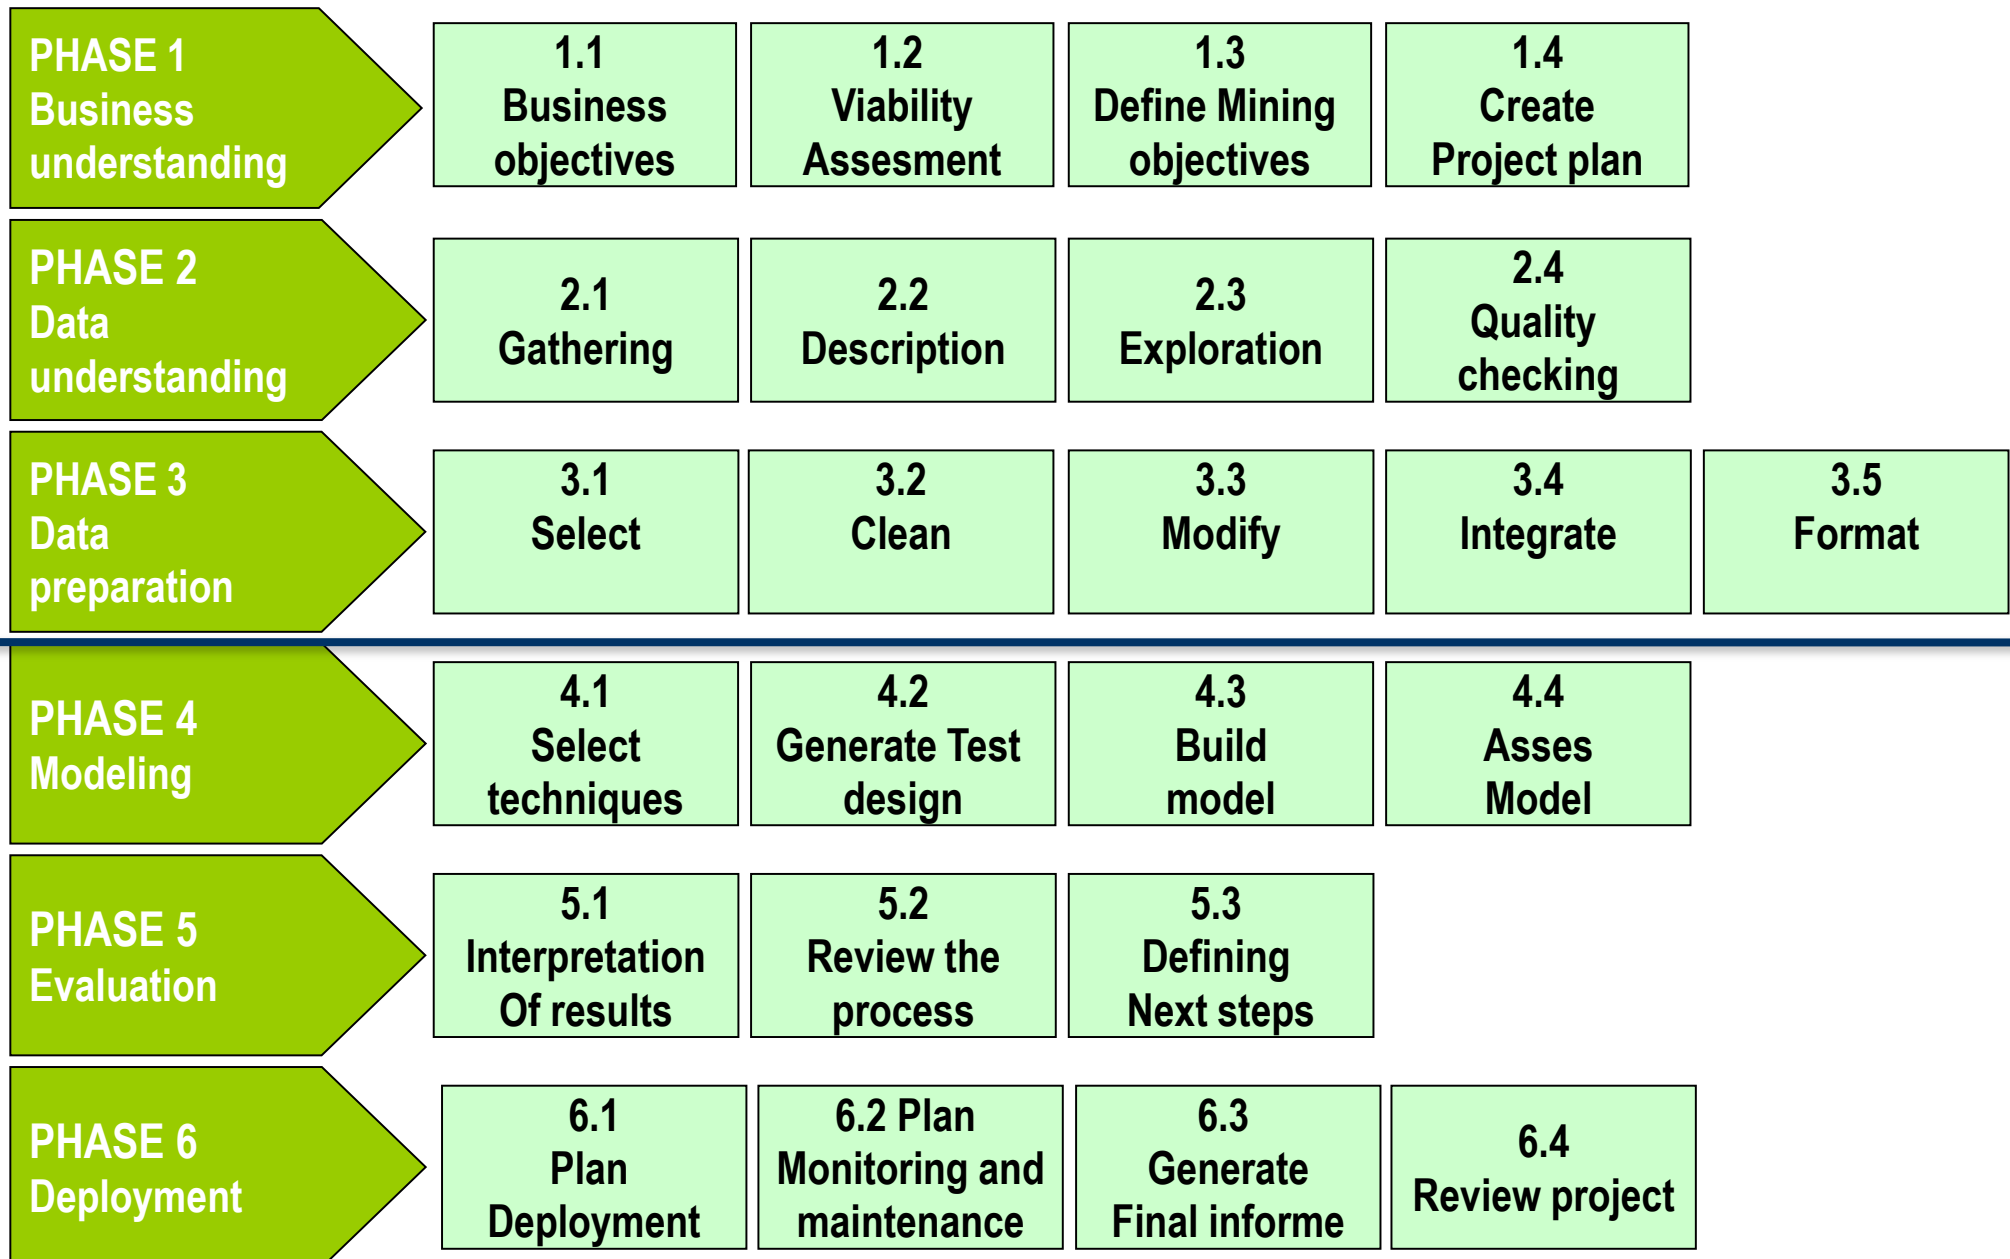 PHASE 1
Business
understanding
1.1
Business
objectives
1.2
Viability
Assesment
1.3
Define Mining
objectives
1.4
Create
Project plan
PHASE 2
Data
understanding
2.1
Gathering
2.2
Description
2.3
Exploration
2.4
Quality
checking
PHASE 3
Data
preparation
3.1
Select
3.2
Clean
3.3
Modify
3.4
Integrate
3.5
Format
PHASE 4
Modeling
4.1
Select
techniques
4.2
Generate Test
design
4.3
Build
model
4.4
Asses
Model
PHASE 5
Evaluation
5.1
Interpretation
Of results
5.2
Review the
process
5.3
Defining
Next steps
PHASE 6
Deployment
6.1
Plan
Deployment
6.2 Plan
Monitoring and
maintenance
6.3
Generate
Final informe
6.4
Review project